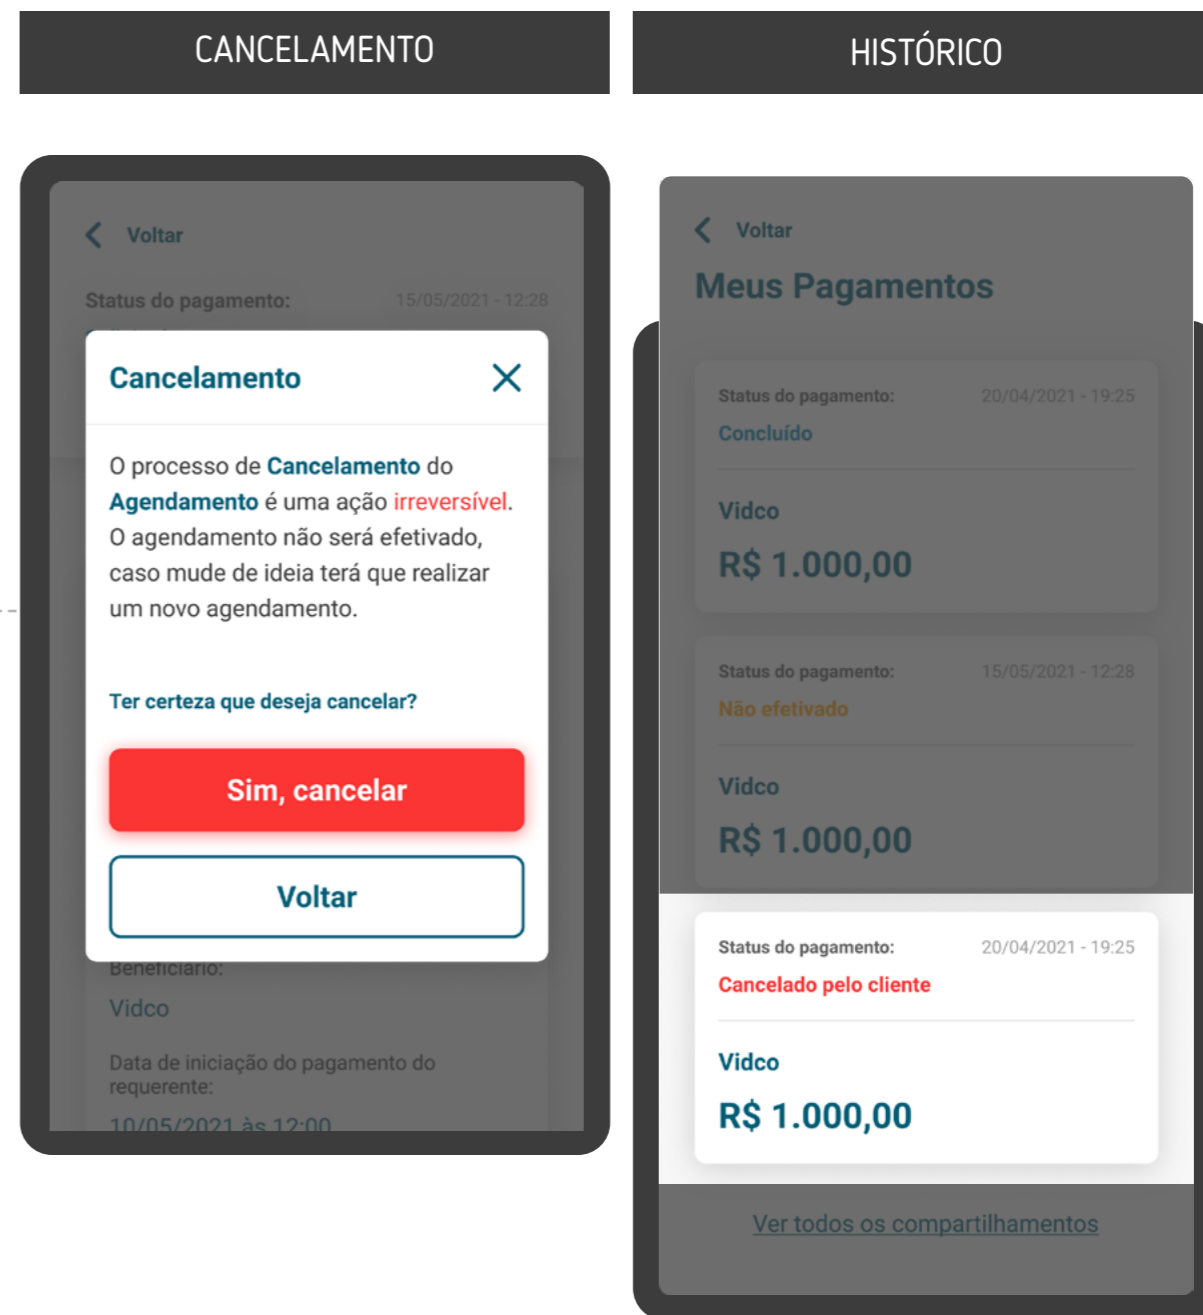 CANCELAMENTO
Voltar
Status do pagamento: 15/05/2021 - 12:28
Cancelamento
O processo de Cancelamento do
Agendamento é uma ação irreversível.
O agendamento não será efetivado,
caso mude de ideia terá que realizar
um novo agendamento.
Ter certeza que deseja cancelar?
Sim, cancelar
Voltar
Beneficiário:
Vidco
Data de iniciação do pagamento do
requerente:
10/05/2021 às 12:00
HISTÓRICO
Voltar
Meus Pagamentos
Status do pagamento: 20/04/2021 - 19:25
Concluído
Vidco
R$ 1.000,00
Status do pagamento: 15/05/2021 - 12:28
Não efetivado
Vidco
R$ 1.000,00
Status do pagamento: 20/04/2021 - 19:25
Cancelado pelo cliente
Vidco
R$ 1.000,00
Ver todos os compartilhamentos